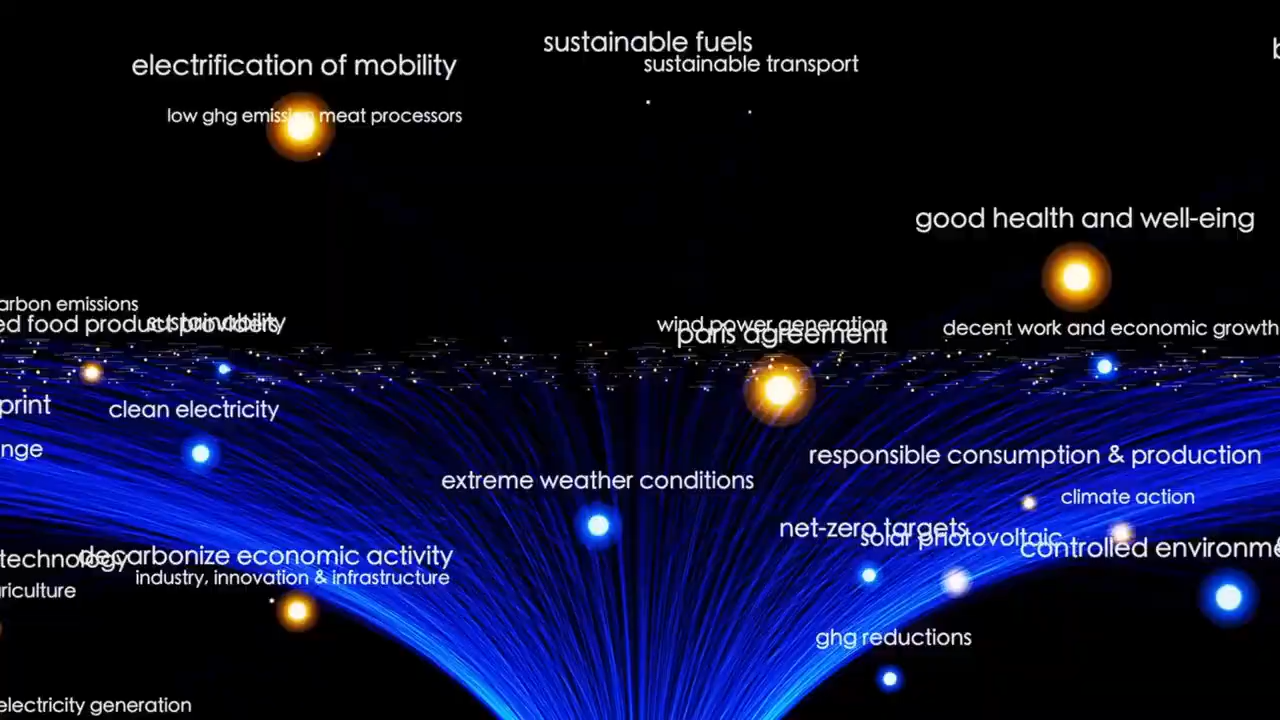 sustainable fuels
electrification of mobility
sustainable transport
low ghg emission meat processors
good health and well-eing
arbon emissions
ed food product providers
sustainability
wind power generation
paris agreement
decent work and economic growth
print
clean electricity
nge
responsible consumption & production
extreme weather conditions
climate action
net-zero targets
solar photovoltaic
controlled environme
technology
decarbonize economic activity
industry, innovation & infrastructure
riculture
ghg reductions
electricity generation